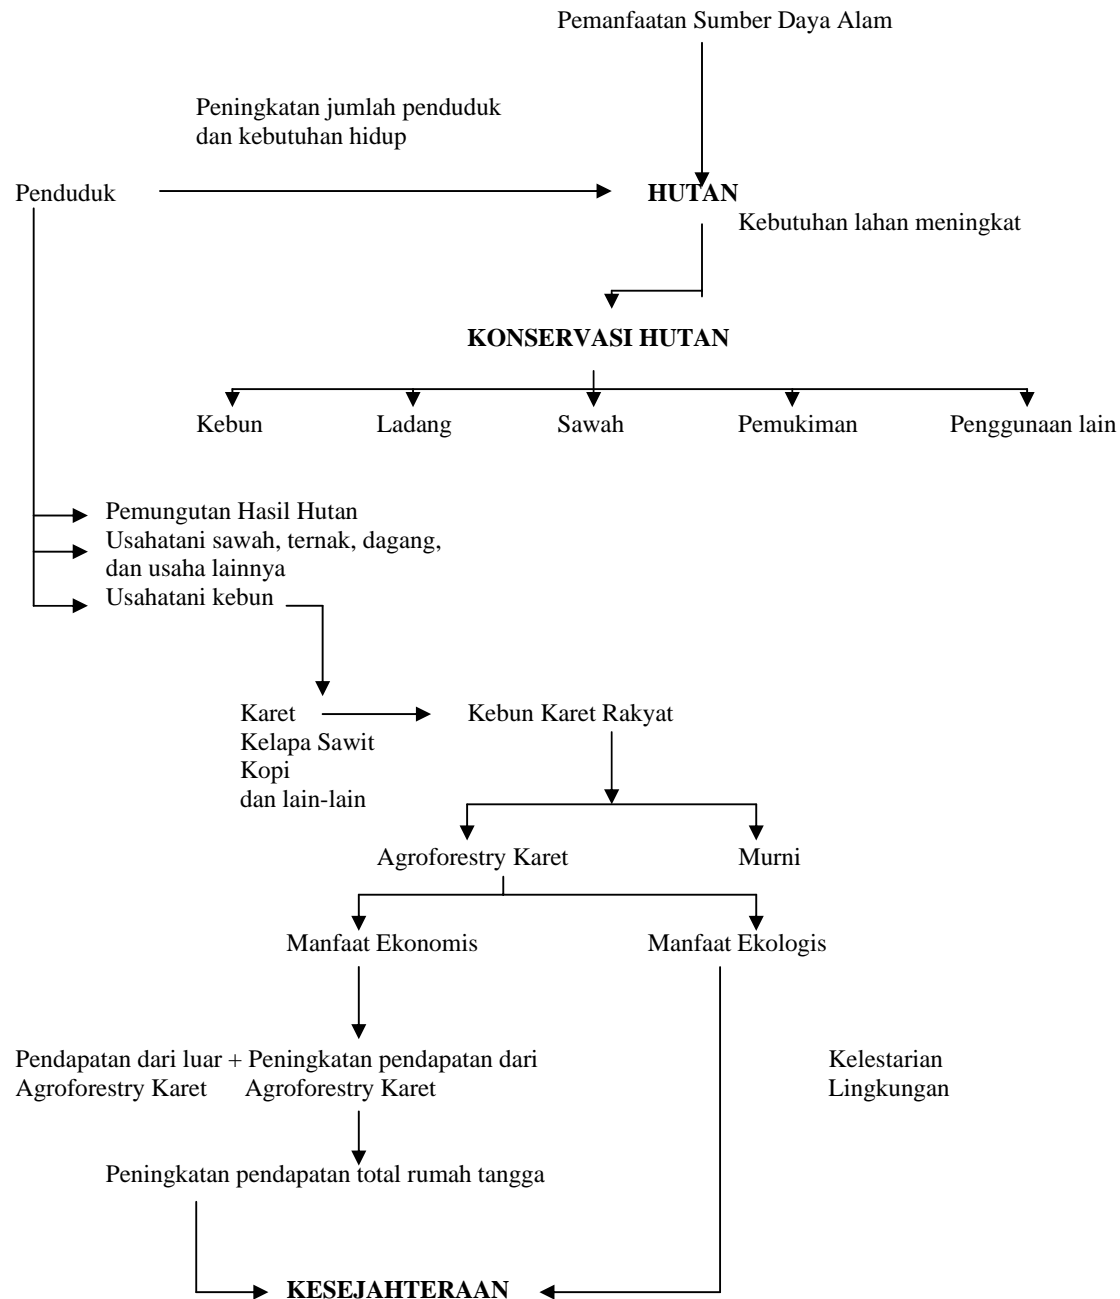 Pemanfaatan Sumber Daya Alam
Peningkatan jumlah penduduk
dan kebutuhan hidup
Penduduk
HUTAN
Kebutuhan lahan meningkat
KONSERVASI HUTAN
Kebun
Ladang
Sawah
Pemukiman
Penggunaan lain
Pemungutan Hasil Hutan
Usahatani sawah, ternak, dagang,
dan usaha lainnya
Usahatani kebun
Karet
Kebun Karet Rakyat
Kelapa Sawit
Kopi
dan lain-lain
Agroforestry Karet
Murni
Manfaat Ekonomis
Manfaat Ekologis
Pendapatan dari luar + Peningkatan pendapatan dari
Agroforestry Karet Agroforestry Karet
Kelestarian
Lingkungan
Peningkatan pendapatan total rumah tangga
KESEJAHTERAAN